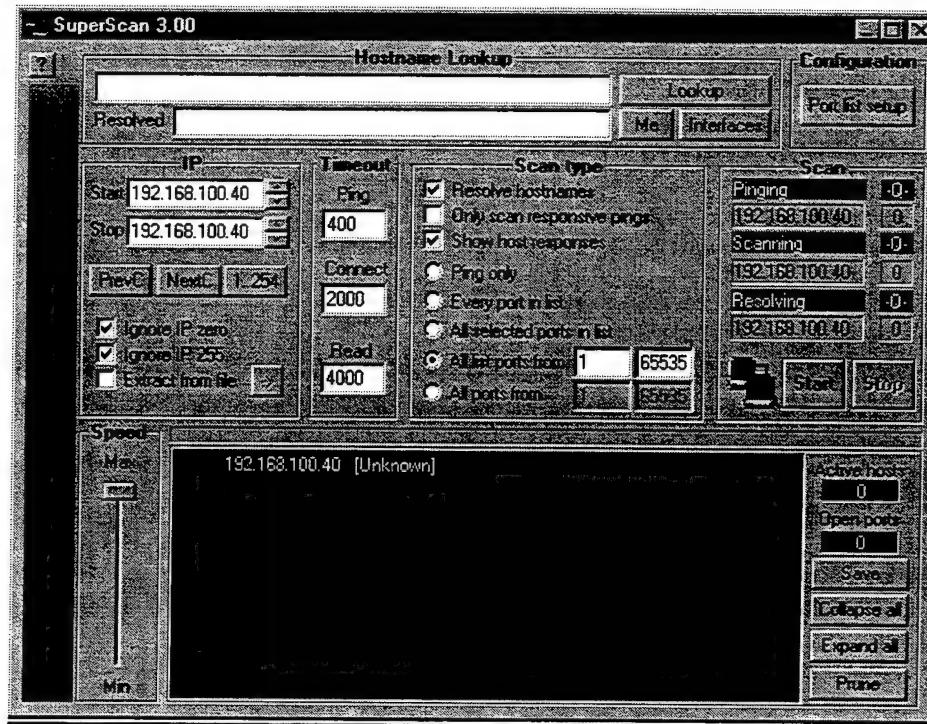 SuperScan 3.00
?
Hostname Lookup
Lookup
Resolved
Me
Interfaces
Configuration
Port list setup
IP
Start 192.168.100.40
Stop 192.168.100.40
PrevC
NextC
1..254
Ignore IP zero
Ignore IP 255
Extract from file
->
Timeout
Ping
400
Connect
2000
Read
4000
Scan type
Resolve hostnames
Only scan responsive pings
Show host responses
Ping only
Every port in list
All selected ports in list
All list ports from 1 65535
All ports from 1 65535
Scan
Pinging -0-
192.168.100.40 0
Scanning -0-
192.168.100.40 0
Resolving -0-
192.168.100.40 0
Start
Stop
Speed
Max
Min
192.168.100.40 [Unknown]
Active hosts
0
Open ports
0
Save
Collapse all
Expand all
Prune